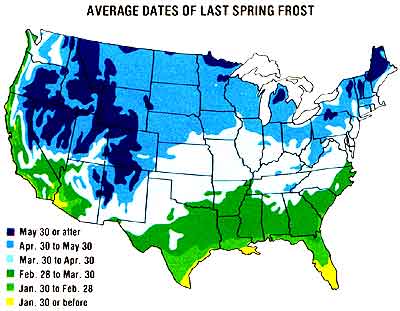 AVERAGE DATES OF LAST SPRING FROST
May 30 or after
Apr. 30 to May 30
Mar. 30 to Apr. 30
Feb. 28 to Mar. 30
Jan. 30 to Feb. 28
Jan. 30 or before